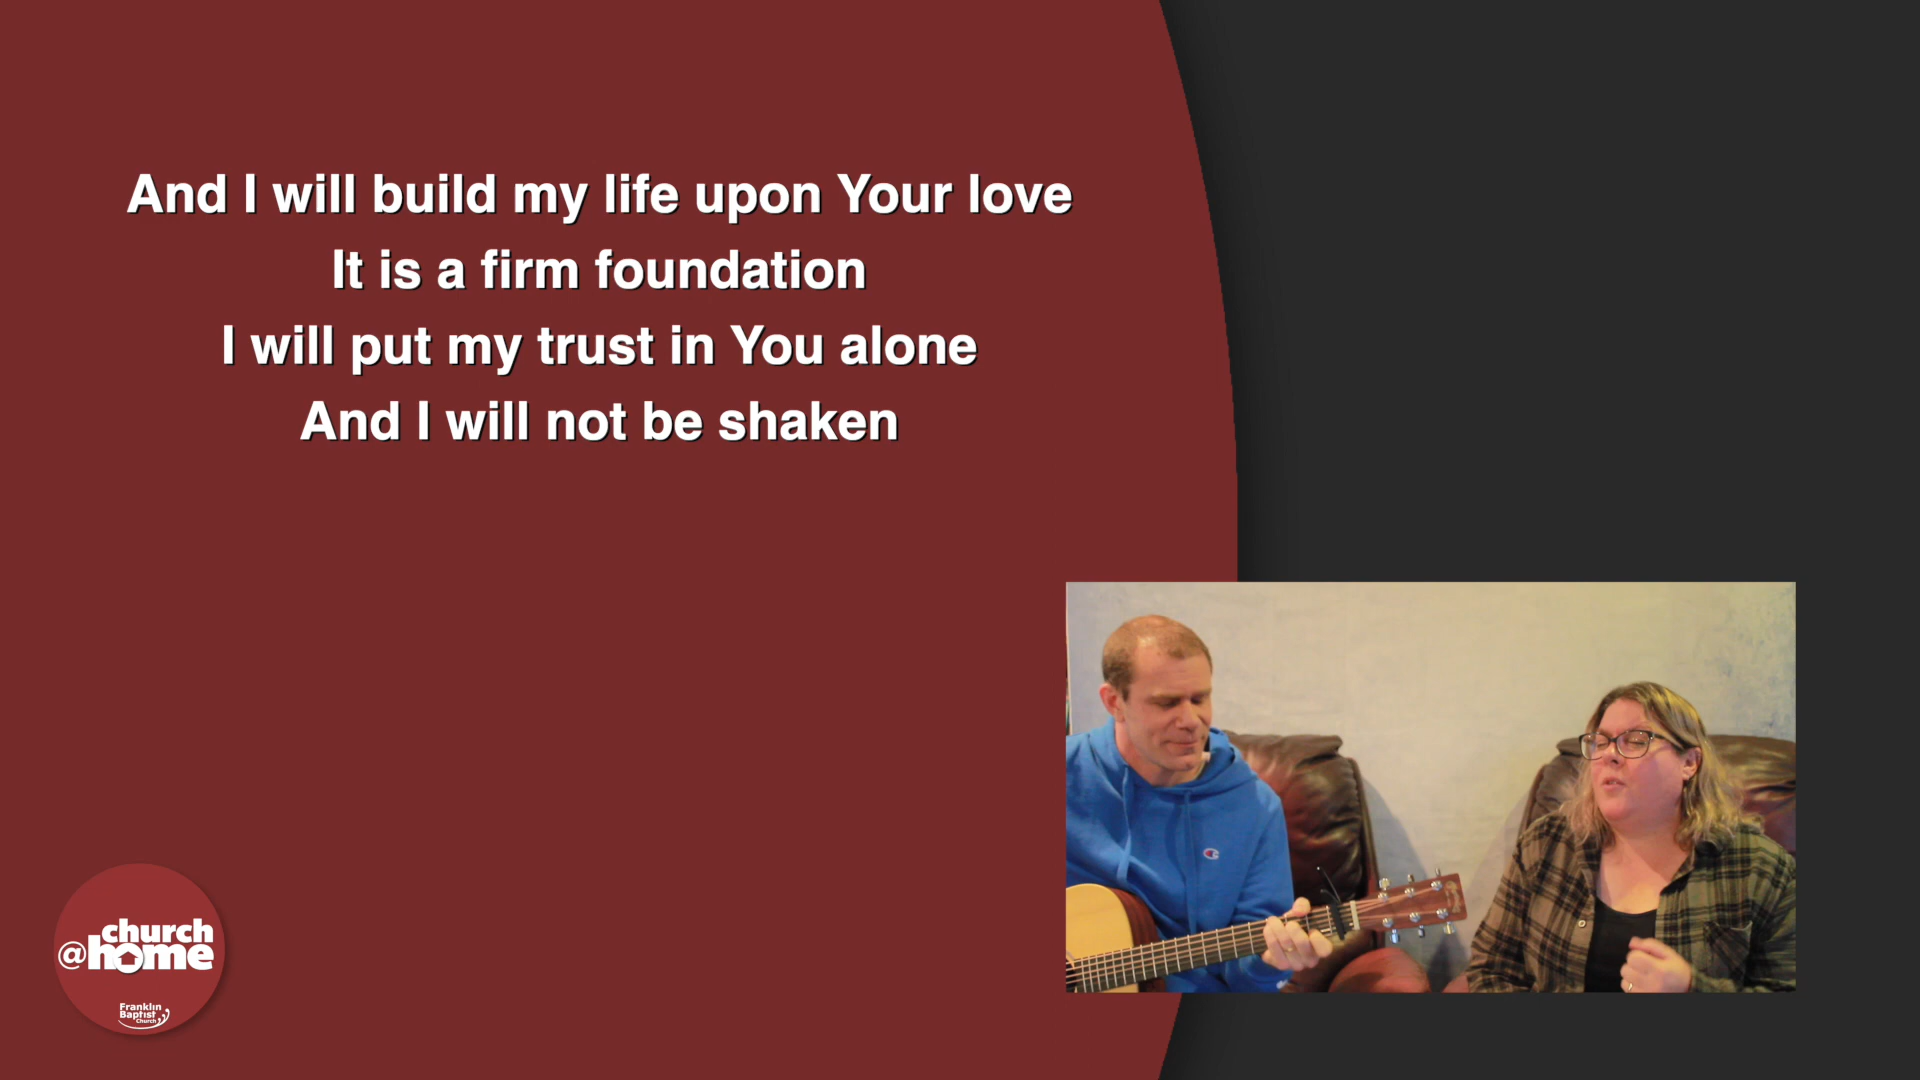 And I will build my life upon Your love
It is a firm foundation
I will put my trust in You alone
And I will not be shaken
church
@home
Franklin
Baptist
Church